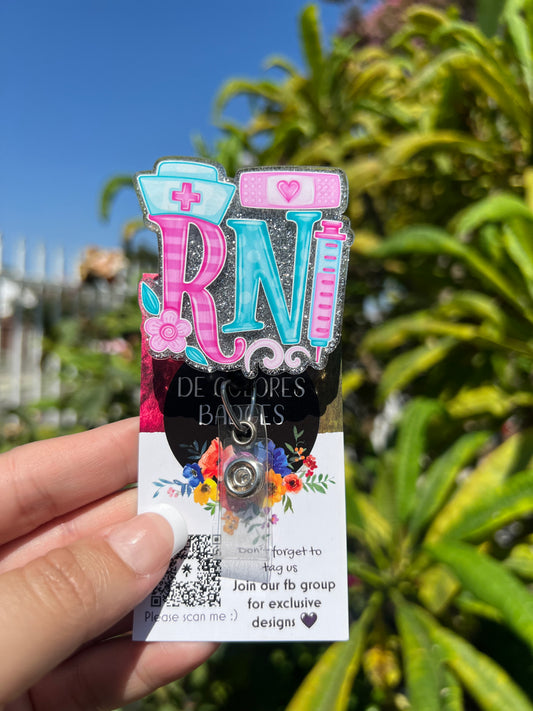 RN
DE COLORES
BADGES
Don't forget to
tag us
Join our fb group
for exclusive
designs 🖤
Please scan me :)